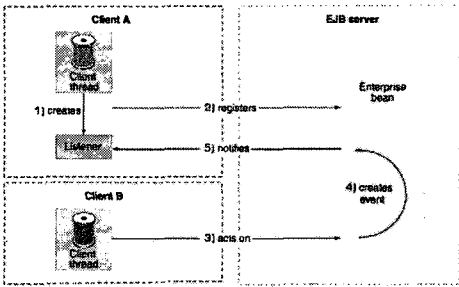 Client A
EJB server
Client
thread
1) creates
2) registers
Enterprise
bean
Listener
5) notifies
Client B
4) creates
event
3) acts on
Client
thread